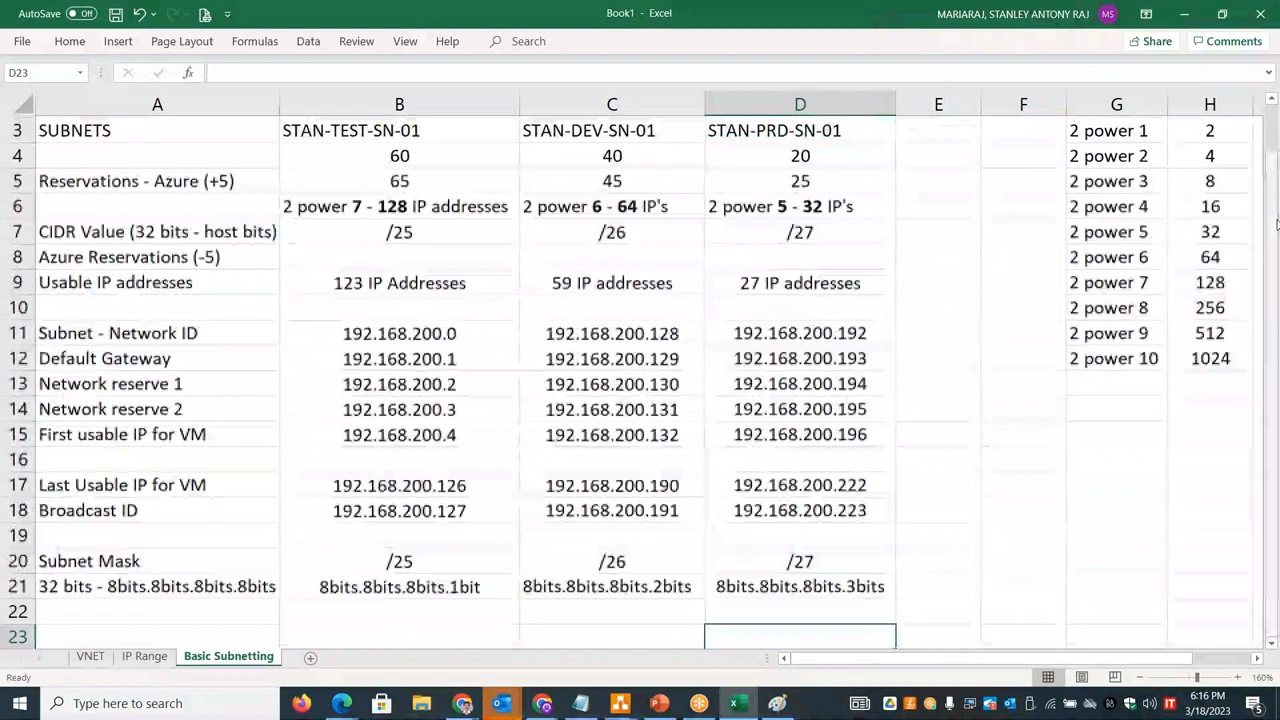 AutoSave Off Book1 - Excel MARIARAJ, STANLEY ANTONY RAJ MS
File Home Insert Page Layout Formulas Data Review View Help Search Share Comments
D23 fx
A B C D E F G H
3 SUBNETS STAN-TEST-SN-01 STAN-DEV-SN-01 STAN-PRD-SN-01 2 power 1 2
4 60 40 20 2 power 2 4
5 Reservations - Azure (+5) 65 45 25 2 power 3 8
6 2 power 7 - 128 IP addresses 2 power 6 - 64 IP's 2 power 5 - 32 IP's 2 power 4 16
7 CIDR Value (32 bits - host bits) /25 /26 /27 2 power 5 32
8 Azure Reservations (-5) 2 power 6 64
9 Usable IP addresses 123 IP Addresses 59 IP addresses 27 IP addresses 2 power 7 128
10 2 power 8 256
11 Subnet - Network ID 192.168.200.0 192.168.200.128 192.168.200.192 2 power 9 512
12 Default Gateway 192.168.200.1 192.168.200.129 192.168.200.193 2 power 10 1024
13 Network reserve 1 192.168.200.2 192.168.200.130 192.168.200.194
14 Network reserve 2 192.168.200.3 192.168.200.131 192.168.200.195
15 First usable IP for VM 192.168.200.4 192.168.200.132 192.168.200.196
16
17 Last Usable IP for VM 192.168.200.126 192.168.200.190 192.168.200.222
18 Broadcast ID 192.168.200.127 192.168.200.191 192.168.200.223
19
20 Subnet Mask /25 /26 /27
21 32 bits - 8bits.8bits.8bits.8bits 8bits.8bits.8bits.1bit 8bits.8bits.8bits.2bits 8bits.8bits.8bits.3bits
22
23
VNET IP Range Basic Subnetting
Ready 160%
Type here to search 6:16 PM
3/18/2023